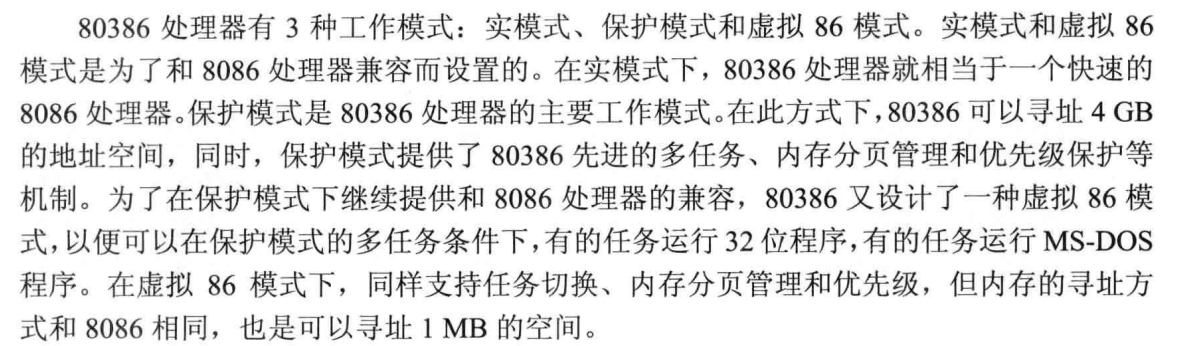 80386 处理器有 3 种工作模式：实模式、保护模式和虚拟 86 模式。实模式和虚拟 86
模式是为了和 8086 处理器兼容而设置的。在实模式下，80386 处理器就相当于一个快速的
8086 处理器。保护模式是 80386 处理器的主要工作模式。在此方式下，80386 可以寻址 4 GB
的地址空间，同时，保护模式提供了 80386 先进的多任务、内存分页管理和优先级保护等
机制。为了在保护模式下继续提供和 8086 处理器的兼容，80386 又设计了一种虚拟 86 模
式，以便可以在保护模式的多任务条件下，有的任务运行 32 位程序，有的任务运行 MS-DOS
程序。在虚拟 86 模式下，同样支持任务切换、内存分页管理和优先级，但内存的寻址方
式和 8086 相同，也是可以寻址 1 MB 的空间。